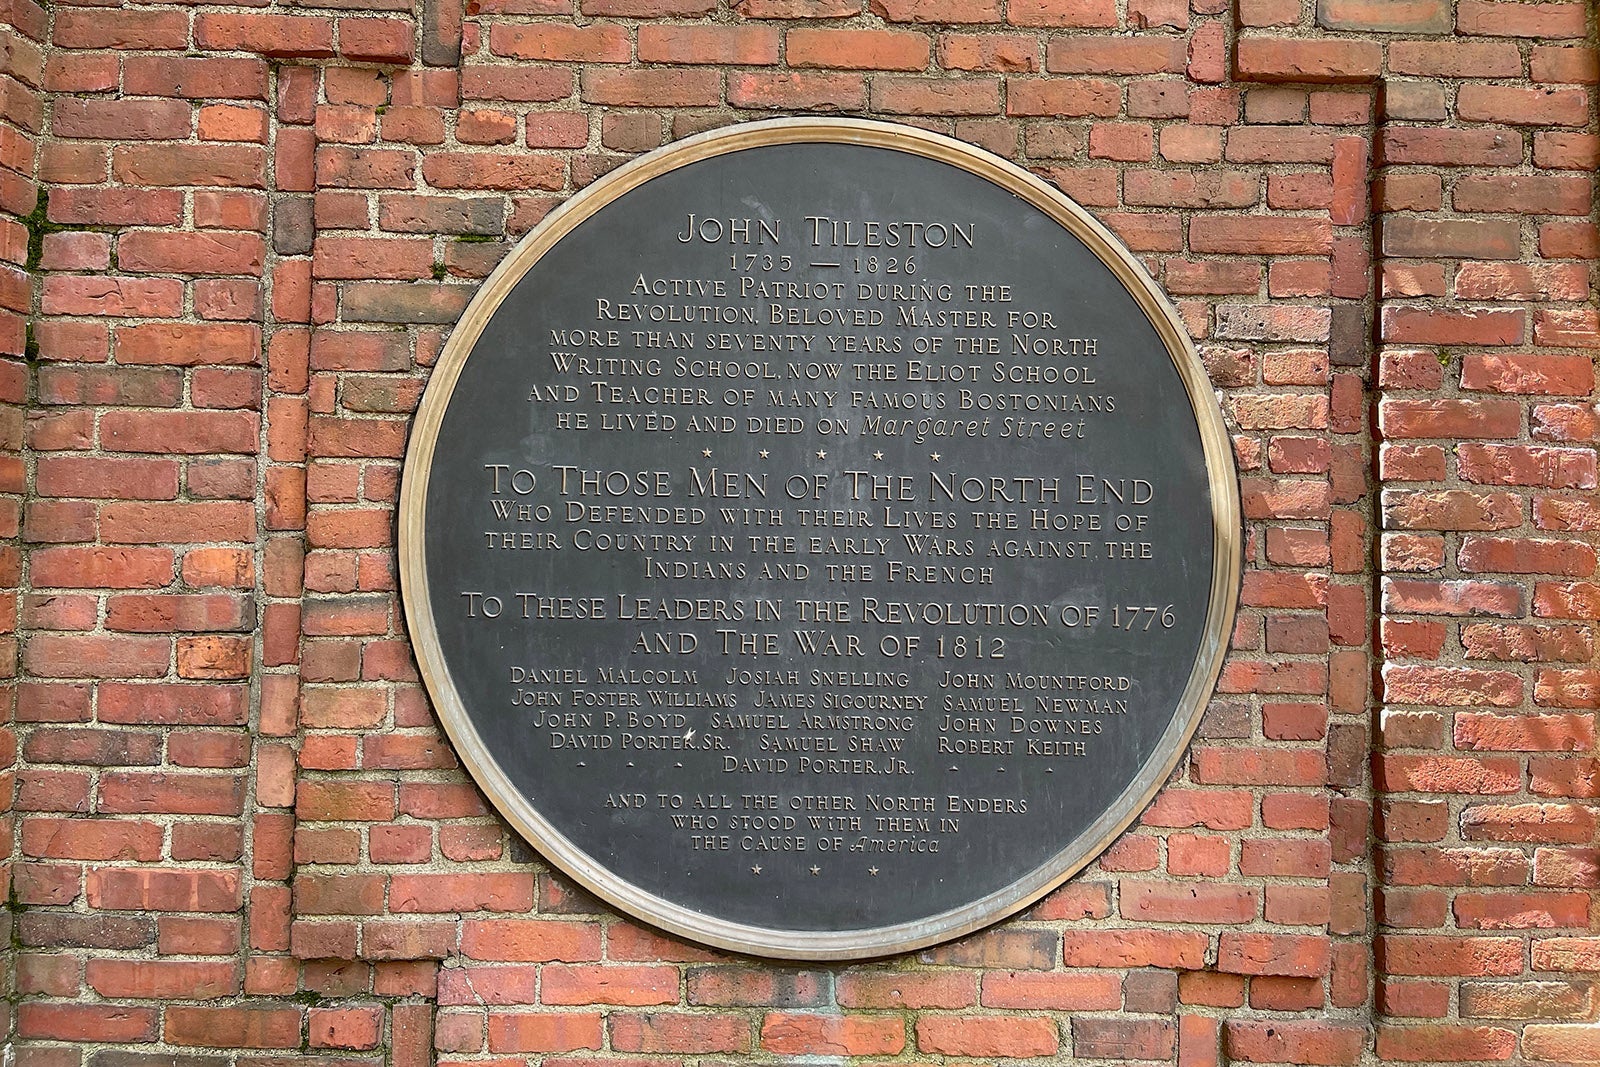 JOHN TILESTON
1735 — 1826
ACTIVE PATRIOT DURING THE
REVOLUTION. BELOVED MASTER FOR
MORE THAN SEVENTY YEARS OF THE NORTH
WRITING SCHOOL, NOW THE ELIOT SCHOOL
AND TEACHER OF MANY FAMOUS BOSTONIANS
HE LIVED AND DIED ON Margaret Street
TO THOSE MEN OF THE NORTH END
WHO DEFENDED WITH THEIR LIVES THE HOPE OF
THEIR COUNTRY IN THE EARLY WARS AGAINST THE
INDIANS AND THE FRENCH
TO THESE LEADERS IN THE REVOLUTION OF 1776
AND THE WAR OF 1812
DANIEL MALCOLM JOSIAH SNELLING JOHN MOUNTFORD
JOHN FOSTER WILLIAMS JAMES SIGOURNEY SAMUEL NEWMAN
JOHN P. BOYD SAMUEL ARMSTRONG JOHN DOWNES
DAVID PORTER, SR. SAMUEL SHAW ROBERT KEITH
DAVID PORTER, JR.
AND TO ALL THE OTHER NORTH ENDERS
WHO STOOD WITH THEM IN
THE CAUSE OF America